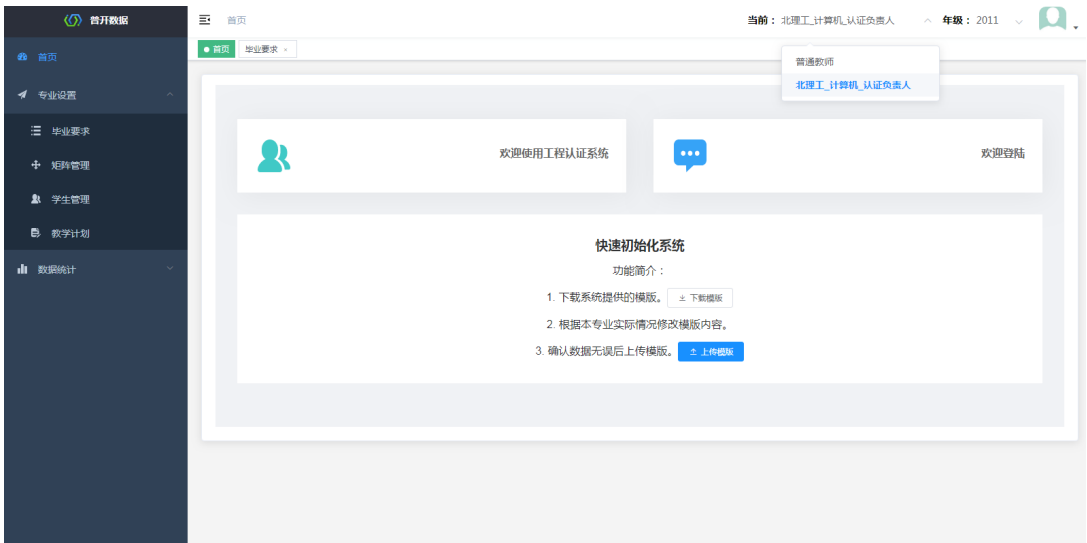 普开数据
首页
当前： 北理工_计算机_认证负责人 年级： 2011
首页 毕业要求 ×
普通教师
北理工_计算机_认证负责人
首页
专业设置
毕业要求
矩阵管理
学生管理
教学计划
数据统计
欢迎使用工程认证系统
欢迎登陆
快速初始化系统
功能简介：
1. 下载系统提供的模版。 下载模版
2. 根据本专业实际情况修改模版内容。
3. 确认数据无误后上传模版。 上传模版